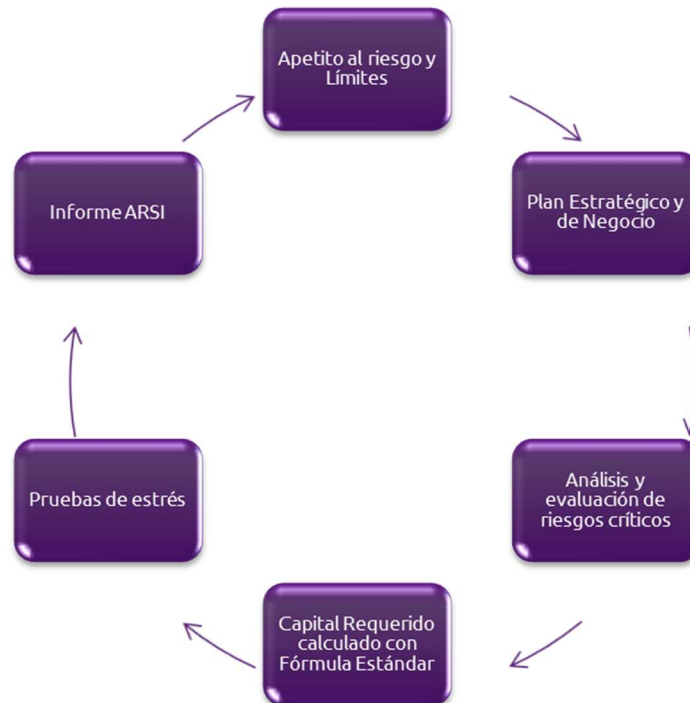 Apetito al riesgo y
Límites
Plan Estratégico y
de Negocio
Análisis y
evaluación de
riesgos críticos
Capital Requerido
calculado con
Fórmula Estándar
Pruebas de estrés
Informe ARSI